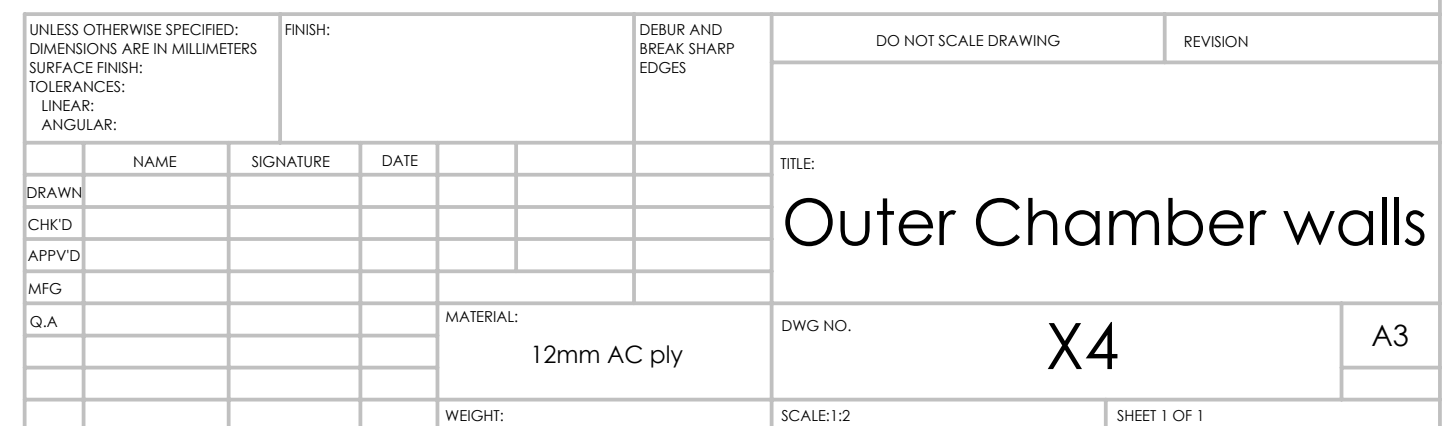 UNLESS OTHERWISE SPECIFIED:
DIMENSIONS ARE IN MILLIMETERS
SURFACE FINISH:
TOLERANCES:
LINEAR:
ANGULAR:
FINISH:
DEBUR AND
BREAK SHARP
EDGES
DO NOT SCALE DRAWING
REVISION
NAME SIGNATURE DATE
DRAWN
CHK'D
APPV'D
MFG
Q.A
TITLE:
Outer Chamber walls
MATERIAL:
12mm AC ply
DWG NO.
X4
A3
WEIGHT:
SCALE:1:2
SHEET 1 OF 1